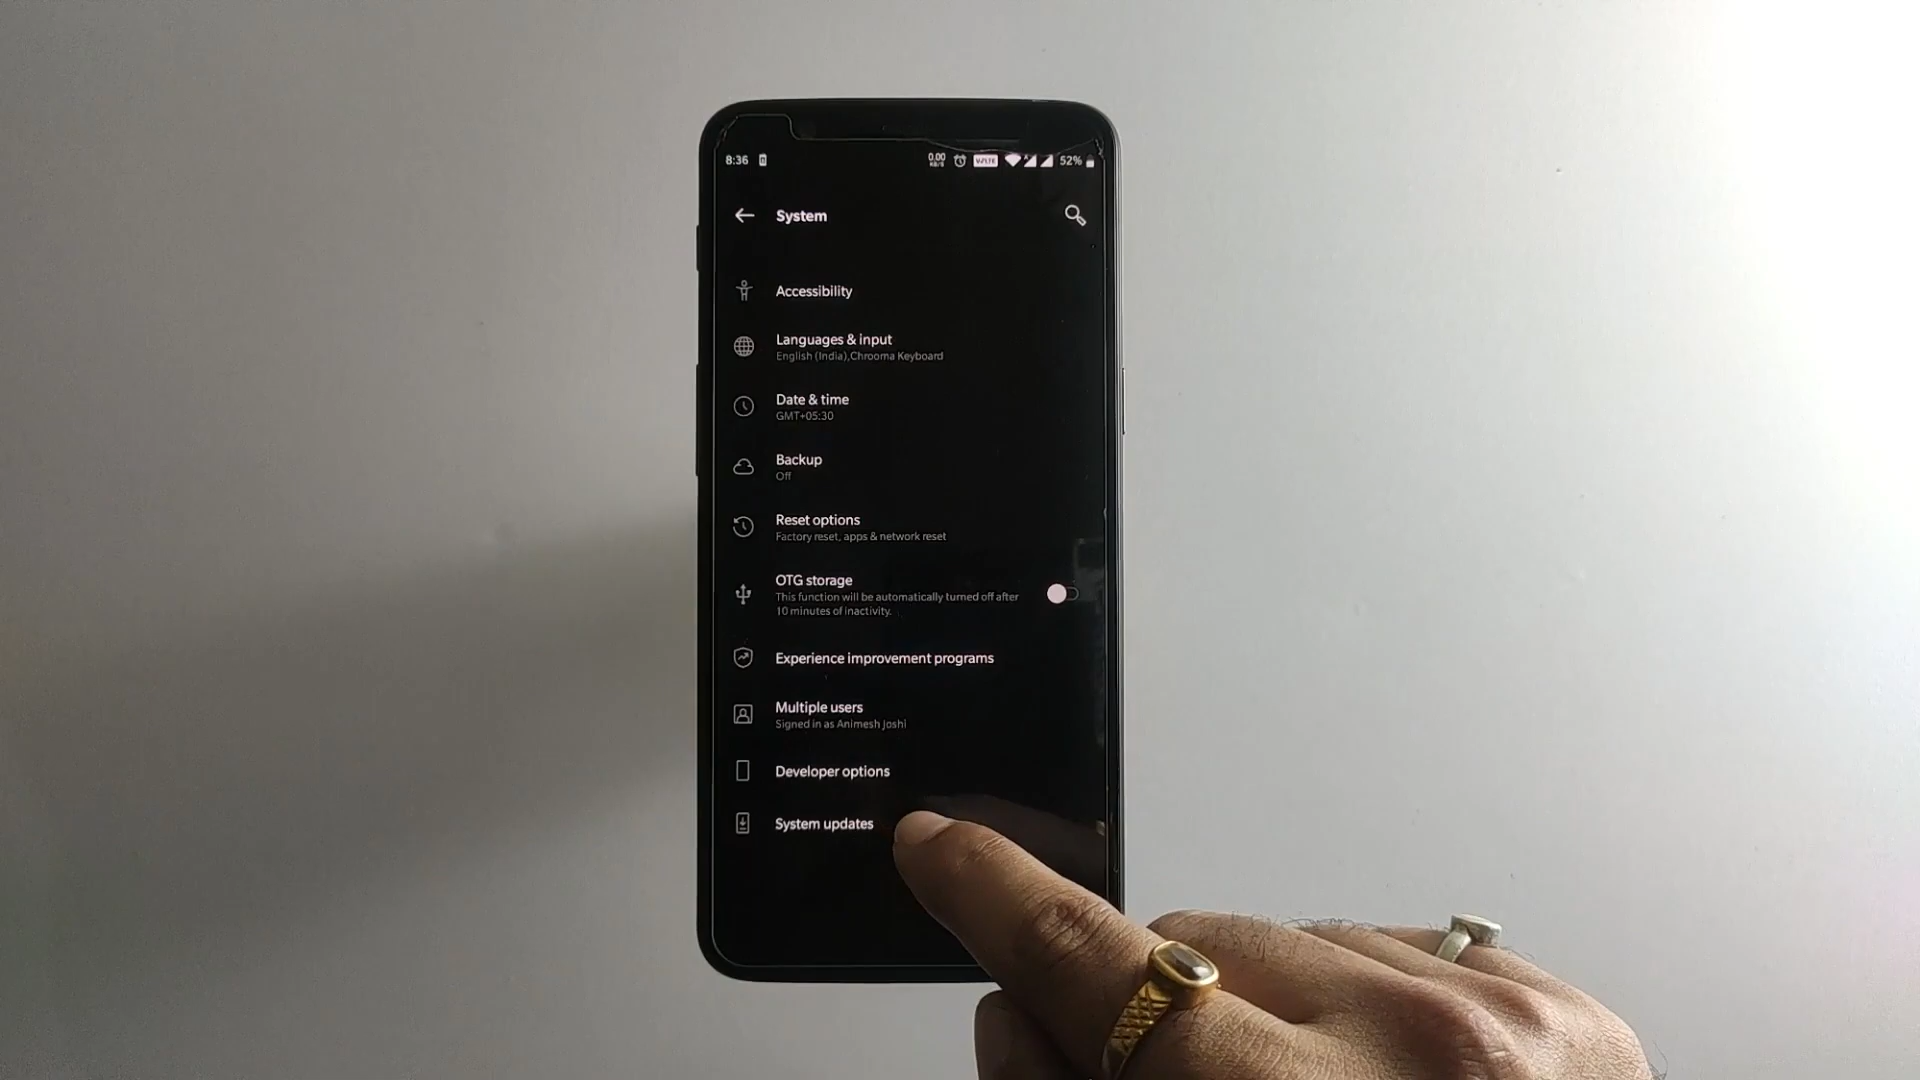 8:36
0.00
KB/S
VoLTE
52%
System
Accessibility
Languages & input
English (India),Chrooma Keyboard
Date & time
GMT+05:30
Backup
Off
Reset options
Factory reset, apps & network reset
OTG storage
This function will be automatically turned off after
10 minutes of inactivity.
Experience improvement programs
Multiple users
Signed in as Animesh Joshi
Developer options
System updates